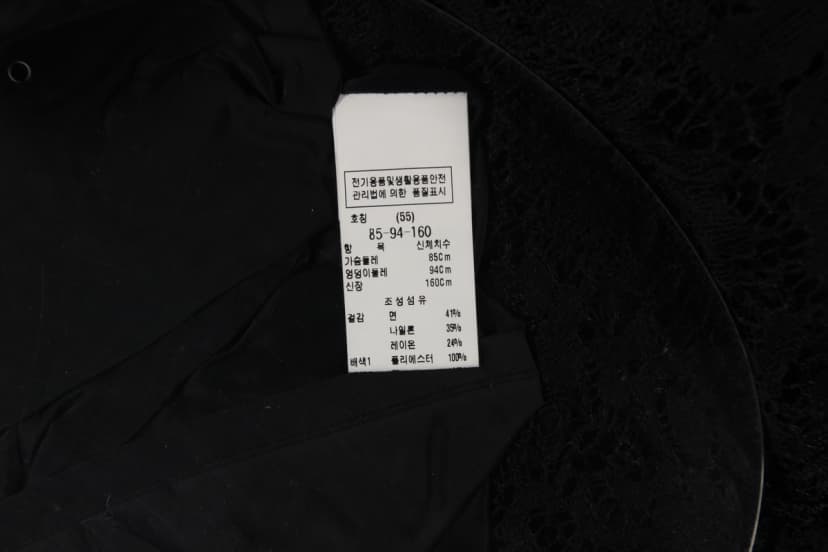 전기용품및생활용품안전
관리법에 의한 품질표시
호칭 (55)
85-94-160
항 목 신체치수
가슴둘레 85Cm
엉덩이둘레 94Cm
신장 160Cm
조성섬유
겉감 면 41%
나일론 35%
레이온 24%
배색1 폴리에스터 100%